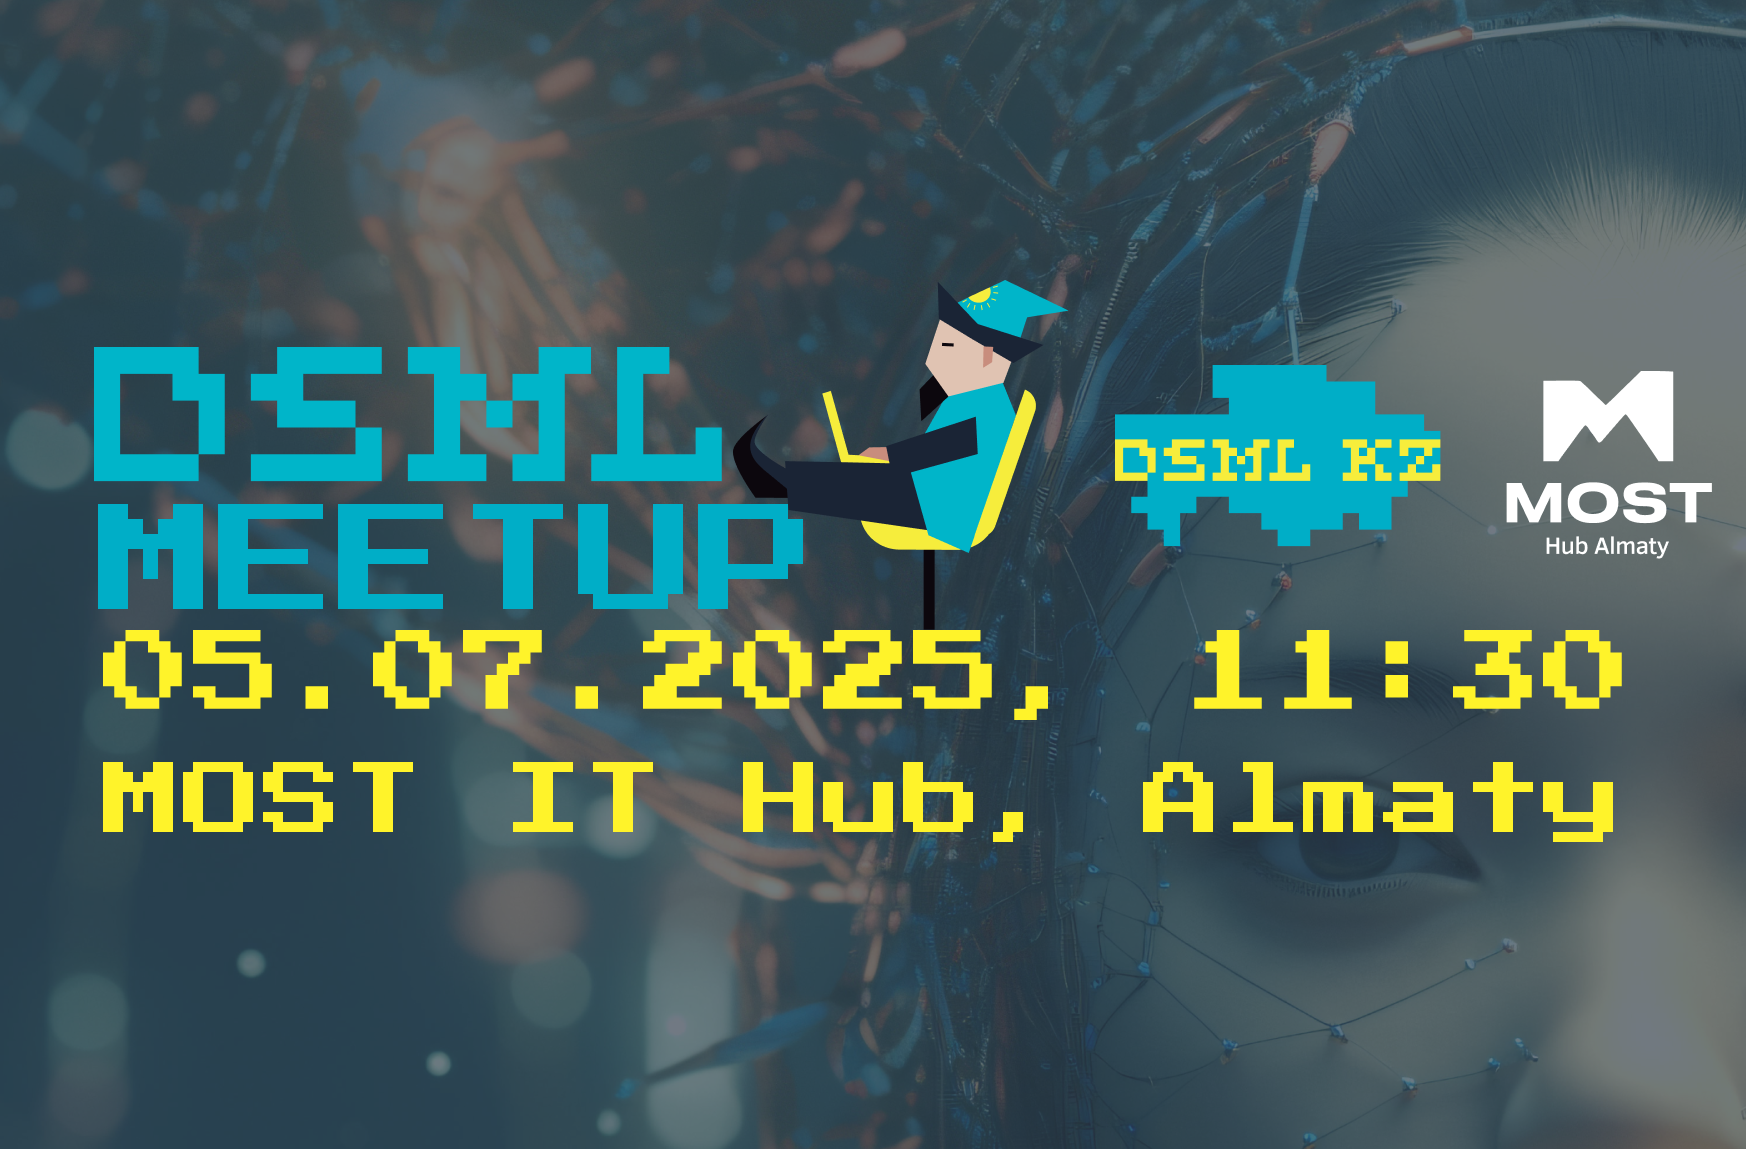 DSML
MEETUP
DSML KZ
MOST
Hub Almaty
05.07.2025, 11:30
MOST IT Hub, Almaty